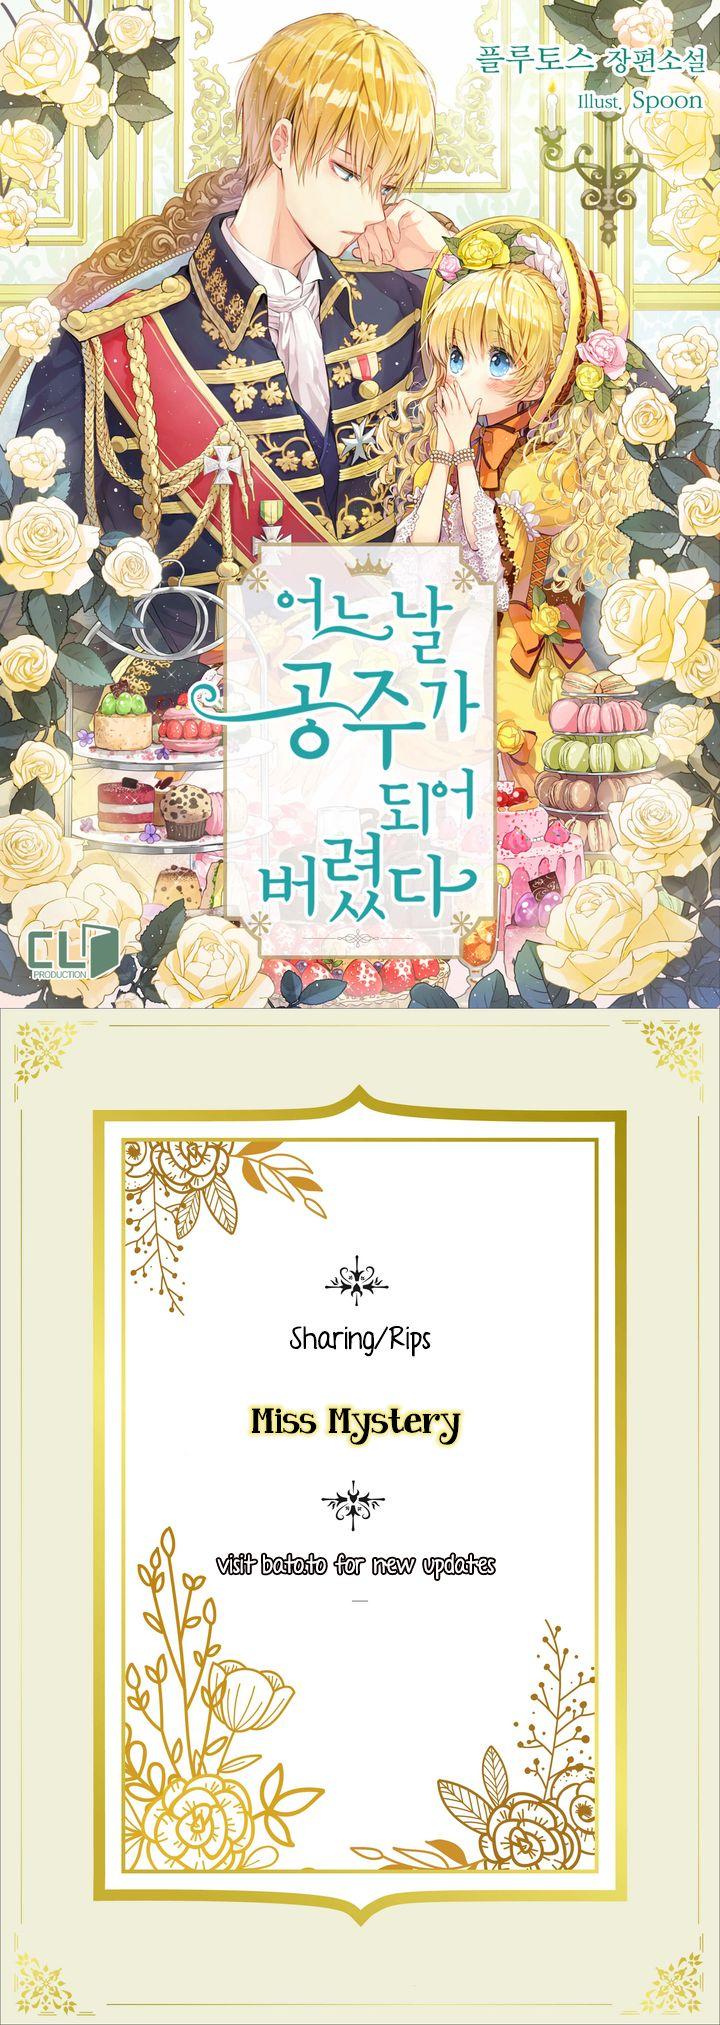 플루토스 장편소설
Illust. Spoon
어느 날
공주가
되어
버렸다
CL
PRODUCTION
Sharing/Rips
Miss Mystery
visit bato.to for new updates